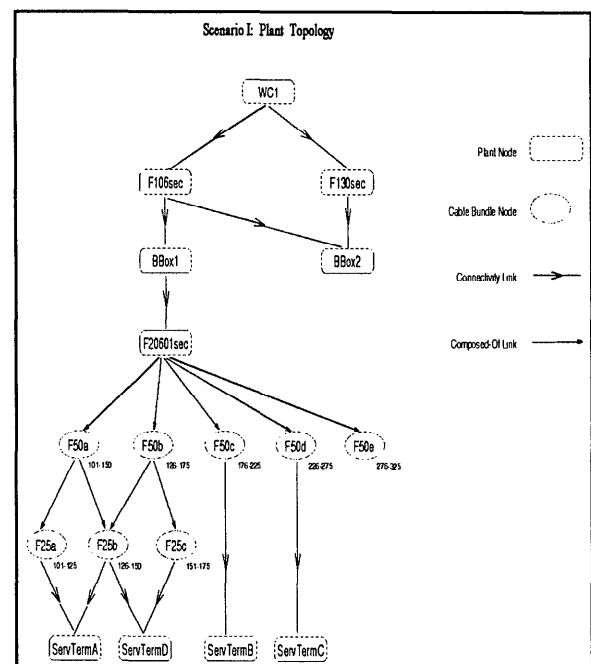 Scenario I: Plant Topology
WC1
Plant Node
F106sec
F130sec
Cable Bundle Node
BBox1
BBox2
Connectivity Link
F20601sec
Composed-Of Link
F50a
F50b
F50c
F50d
F50e
101-150
126-175
176-225
226-275
276-325
F25a
F25b
F25c
101-125
126-150
151-175
ServTermA
ServTermD
ServTermB
ServTermC